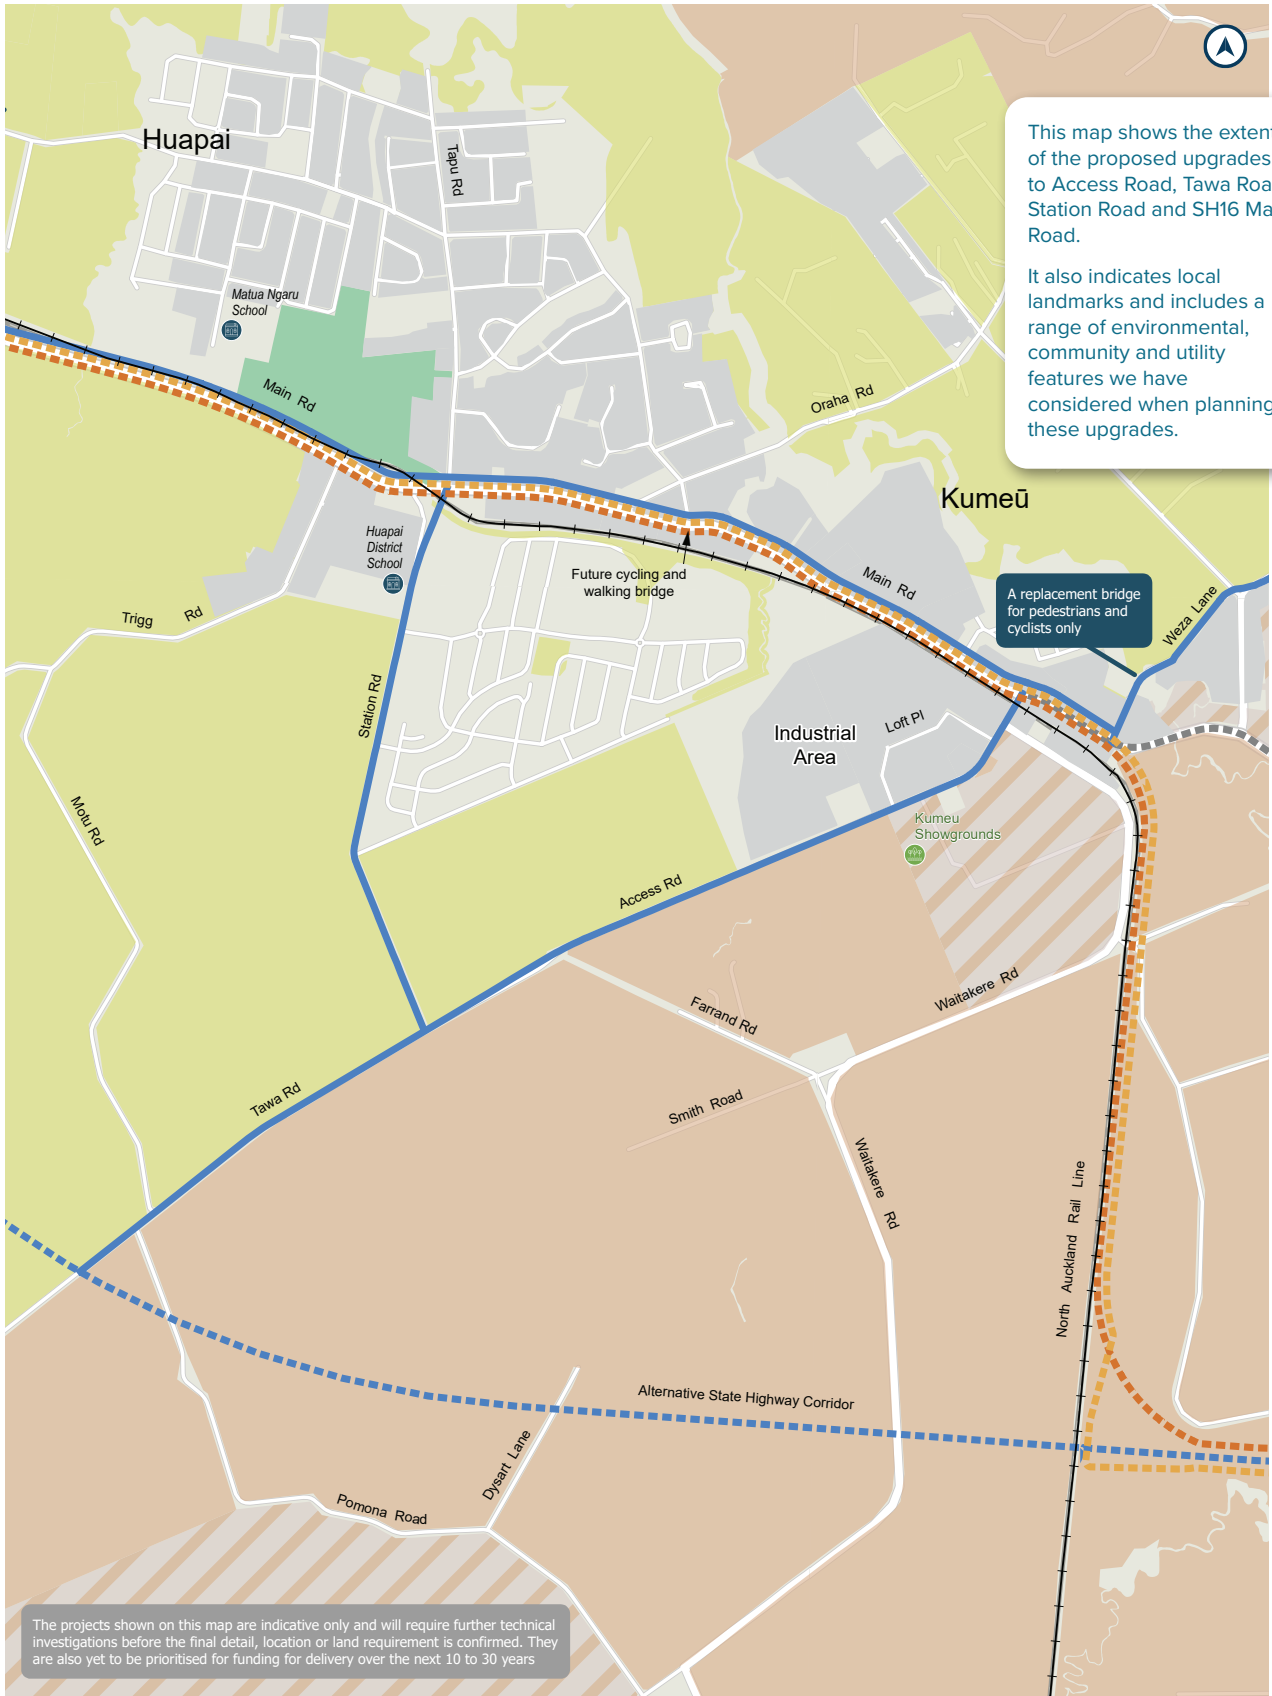 Huapai
Tapu Rd
Matua Ngaru
School
Main Rd
This map shows the extent
of the proposed upgrades
to Access Road, Tawa Roa
Station Road and SH16 Ma
Road.
It also indicates local
landmarks and includes a
range of environmental,
community and utility
features we have
considered when planning
these upgrades.
Oraha Rd
Kumeū
Huapai
District
School
Future cycling and
walking bridge
Main Rd
A replacement bridge
for pedestrians and
cyclists only
Weza Lane
Trigg Rd
Station Rd
Loft Pl
Industrial
Area
Motu Rd
Kumeu
Showgrounds
Access Rd
Waitakere Rd
Farrand Rd
Tawa Rd
Smith Road
Waitakere Rd
North Auckland Rail Line
Alternative State Highway Corridor
Dysart Lane
Pomona Road
The projects shown on this map are indicative only and will require further technical
investigations before the final detail, location or land requirement is confirmed. They
are also yet to be prioritised for funding for delivery over the next 10 to 30 years